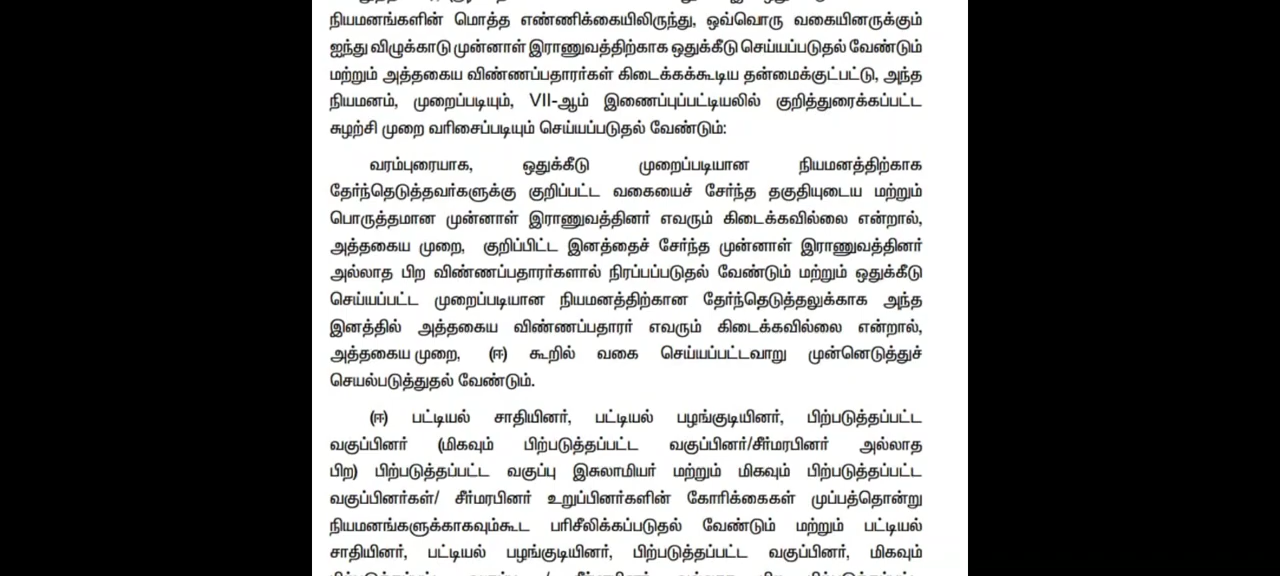 நியமனங்களின் மொத்த எண்ணிக்கையிலிருந்து, ஒவ்வொரு வகையினருக்கும்
ஐந்து விழுக்காடு முன்னாள் இராணுவத்திற்காக ஒதுக்கீடு செய்யப்படுதல் வேண்டும்
மற்றும் அத்தகைய விண்ணப்பதாரர்கள் கிடைக்கக்கூடிய தன்மைக்குட்பட்டு, அந்த
நியமனம், முறைப்படியும், VII-ஆம் இணைப்புப்பட்டியலில் குறித்துரைக்கப்பட்ட
சுழற்சி முறை வரிசைப்படியும் செய்யப்படுதல் வேண்டும்:
வரம்புரையாக, ஒதுக்கீடு முறைப்படியான நியமனத்திற்காக
தேர்ந்தெடுத்தவர்களுக்கு குறிப்பட்ட வகையைச் சேர்ந்த தகுதியுடைய மற்றும்
பொருத்தமான முன்னாள் இராணுவத்தினர் எவரும் கிடைக்கவில்லை என்றால்,
அத்தகைய முறை, குறிப்பிட்ட இனத்தைச் சேர்ந்த முன்னாள் இராணுவத்தினர்
அல்லாத பிற விண்ணப்பதாரர்களால் நிரப்பப்படுதல் வேண்டும் மற்றும் ஒதுக்கீடு
செய்யப்பட்ட முறைப்படியான நியமனத்திற்கான தேர்ந்தெடுத்தலுக்காக அந்த
இனத்தில் அத்தகைய விண்ணப்பதாரர் எவரும் கிடைக்கவில்லை என்றால்,
அத்தகைய முறை, (ஈ) கூறில் வகை செய்யப்பட்டவாறு முன்னெடுத்துச்
செயல்படுத்துதல் வேண்டும்.
(ஈ) பட்டியல் சாதியினர், பட்டியல் பழங்குடியினர், பிற்படுத்தப்பட்ட
வகுப்பினர் (மிகவும் பிற்படுத்தப்பட்ட வகுப்பினர்/சீர்மரபினர் அல்லாத
பிற) பிற்படுத்தப்பட்ட வகுப்பு இசுலாமியர் மற்றும் மிகவும் பிற்படுத்தப்பட்ட
வகுப்பினர்கள்/ சீர்மரபினர் உறுப்பினர்களின் கோரிக்கைகள் முப்பத்தொன்று
நியமனங்களுக்காகவும்கூட பரிசீலிக்கப்படுதல் வேண்டும் மற்றும் பட்டியல்
சாதியினர், பட்டியல் பழங்குடியினர், பிற்படுத்தப்பட்ட வகுப்பினர், மிகவும்